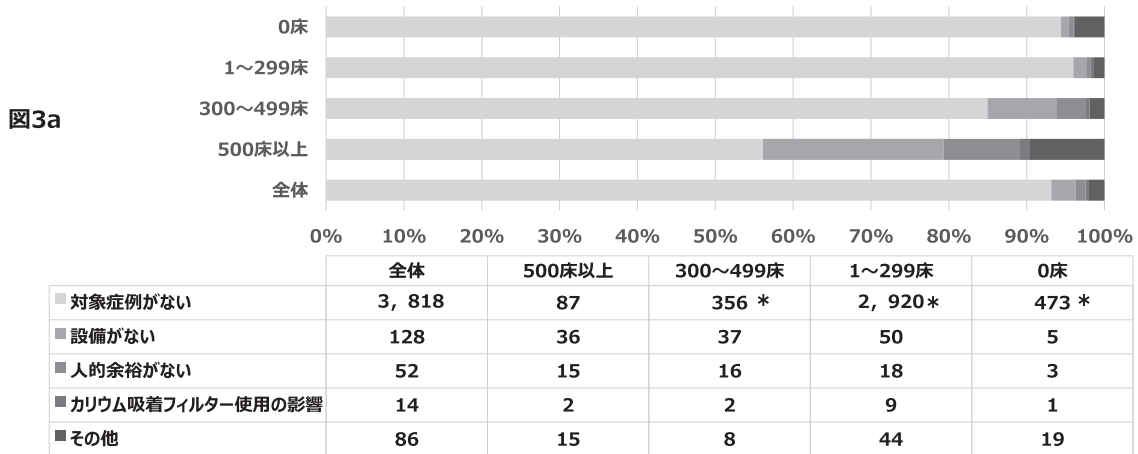 図3a
0床
1～299床
300～499床
500床以上
全体
0% 10% 20% 30% 40% 50% 60% 70% 80% 90% 100%
全体 500床以上 300～499床 1～299床 0床
対象症例がない 3，818 87 356 ＊ 2，920＊ 473 ＊
設備がない 128 36 37 50 5
人的余裕がない 52 15 16 18 3
カリウム吸着フィルター使用の影響 14 2 2 9 1
その他 86 15 8 44 19